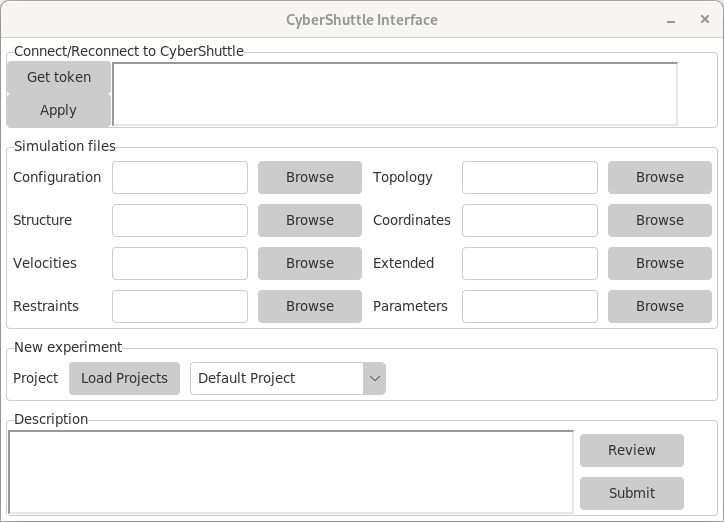 CyberShuttle Interface
Connect/Reconnect to CyberShuttle
Get token
Apply
Simulation files
Configuration Browse Topology Browse
Structure Browse Coordinates Browse
Velocities Browse Extended Browse
Restraints Browse Parameters Browse
New experiment
Project Load Projects Default Project
Description
Review
Submit